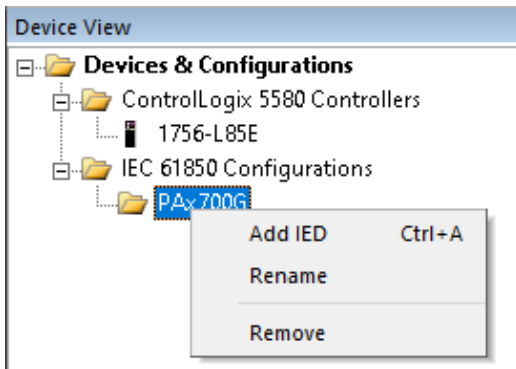 Device View
Devices & Configurations
ControlLogix 5580 Controllers
1756-L85E
IEC 61850 Configurations
PAx700G
Add IED Ctrl+A
Rename
Remove